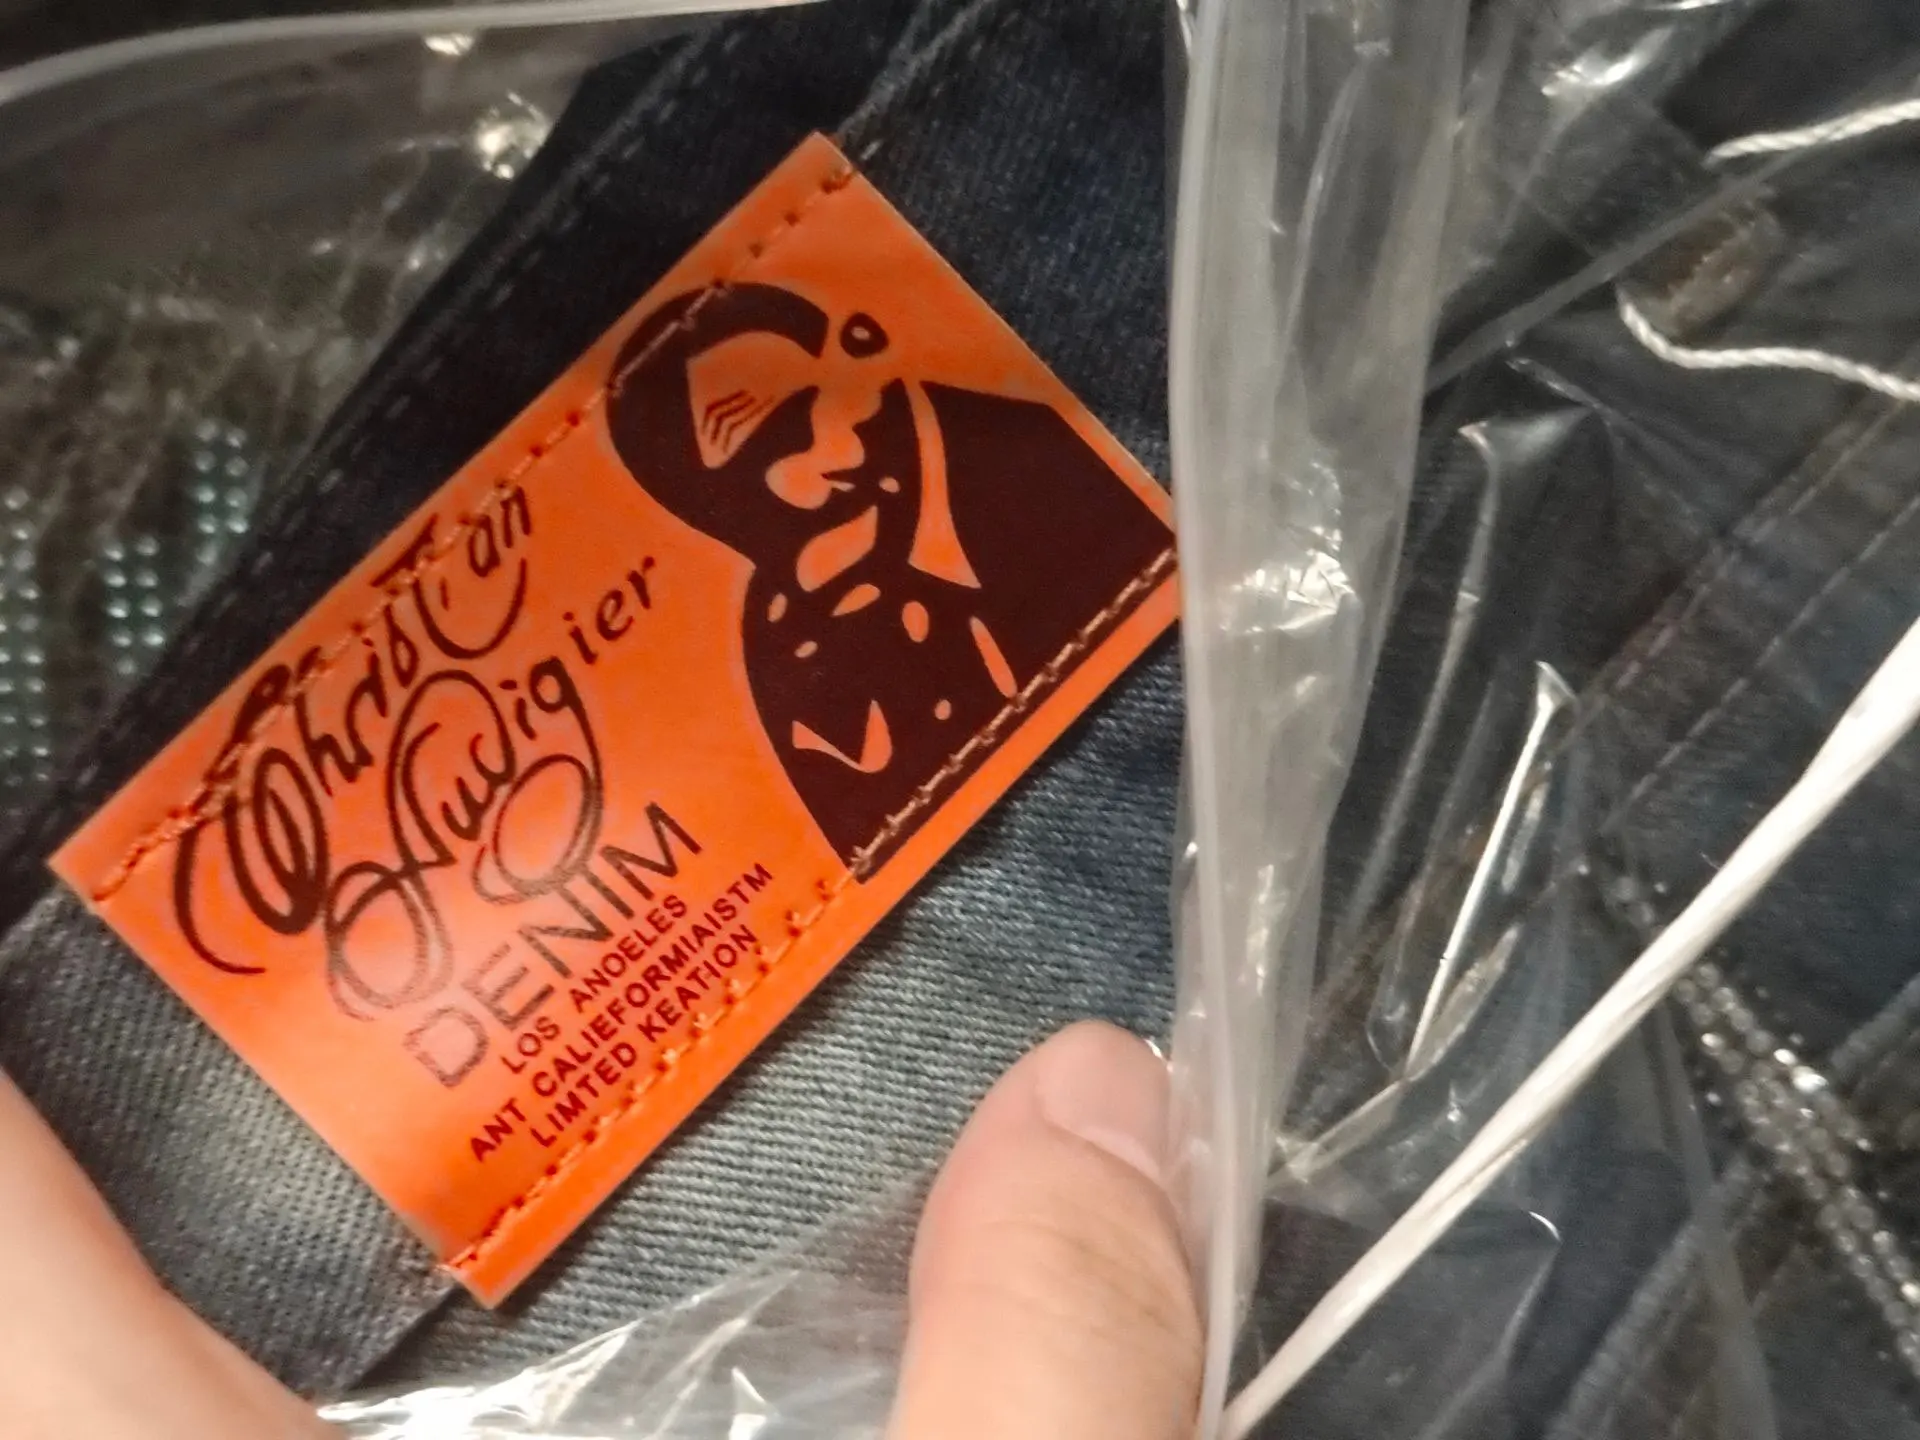 Christian
Audigier
DENIM
LOS ANOELES
ANT CALIEFORMIAISTM
LIMTED KEATION